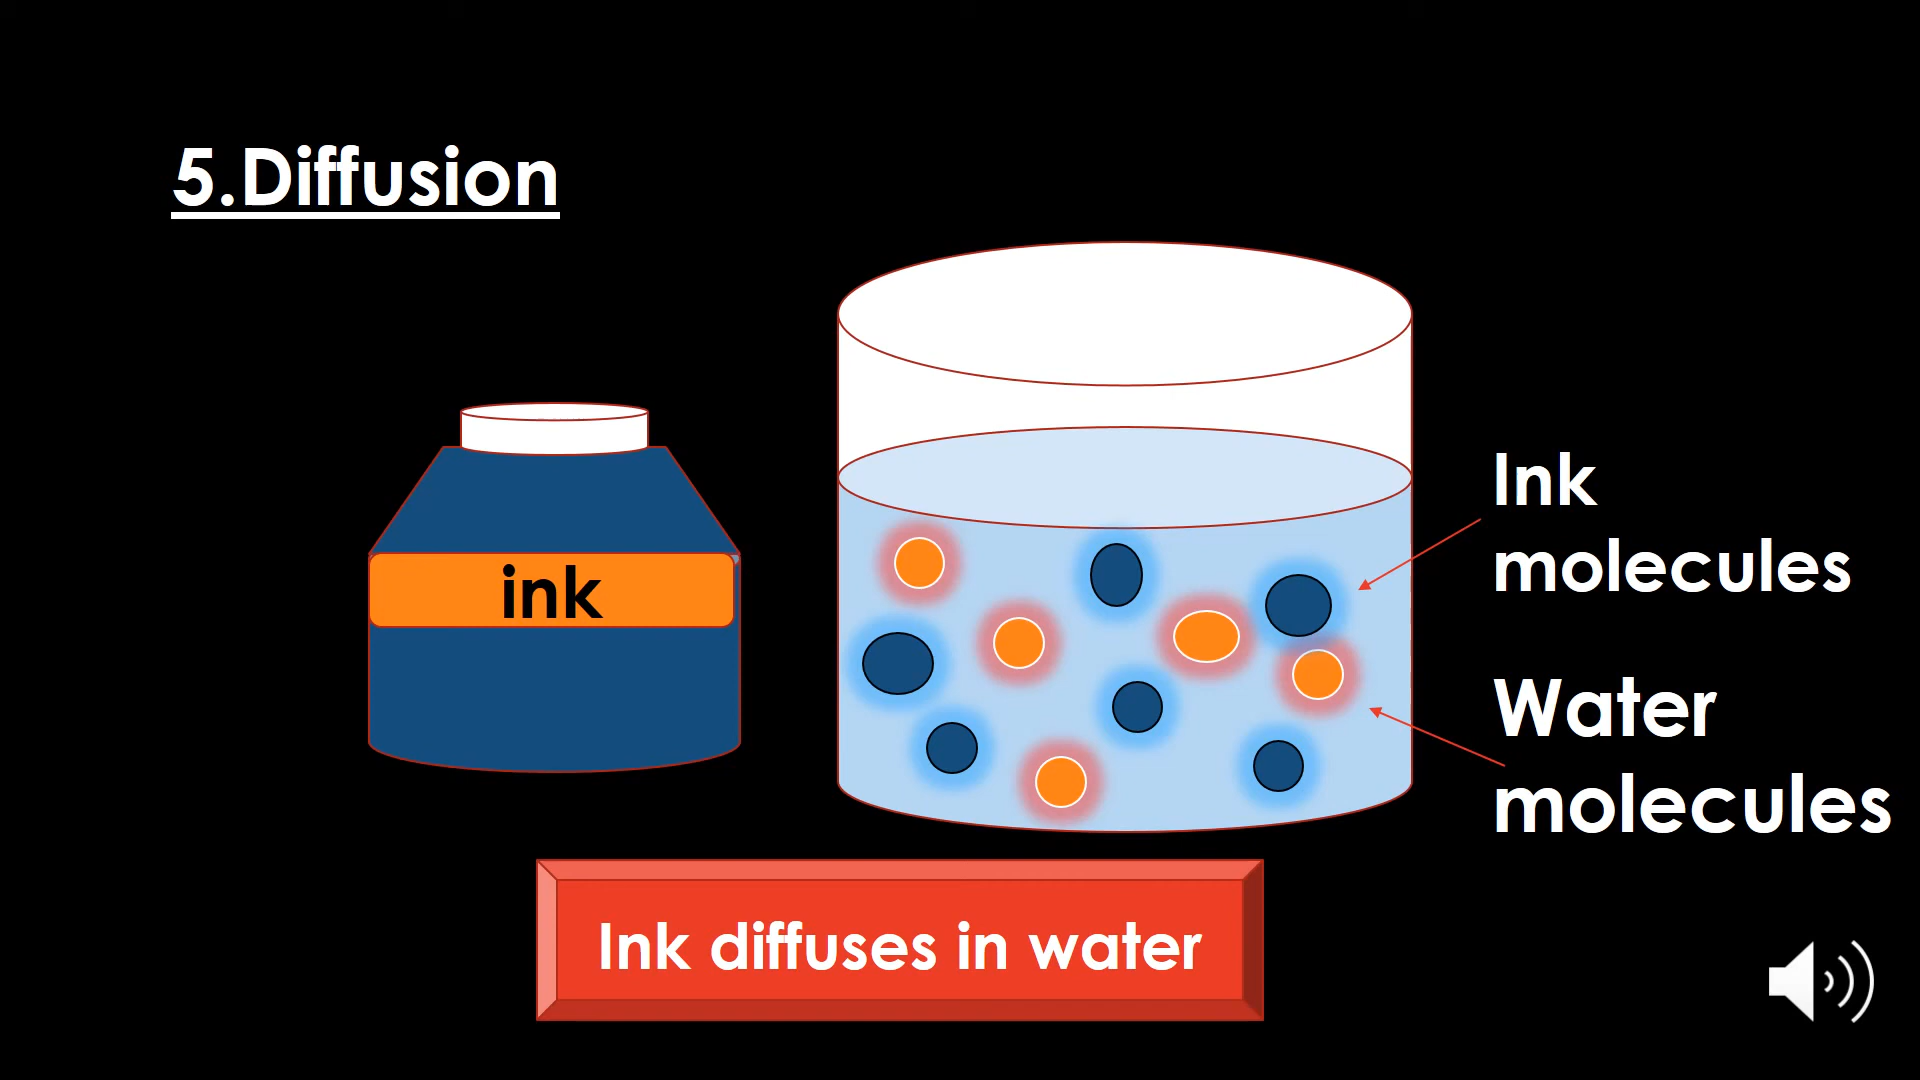 5.Diffusion
ink
Ink
molecules
Water
molecules
Ink diffuses in water